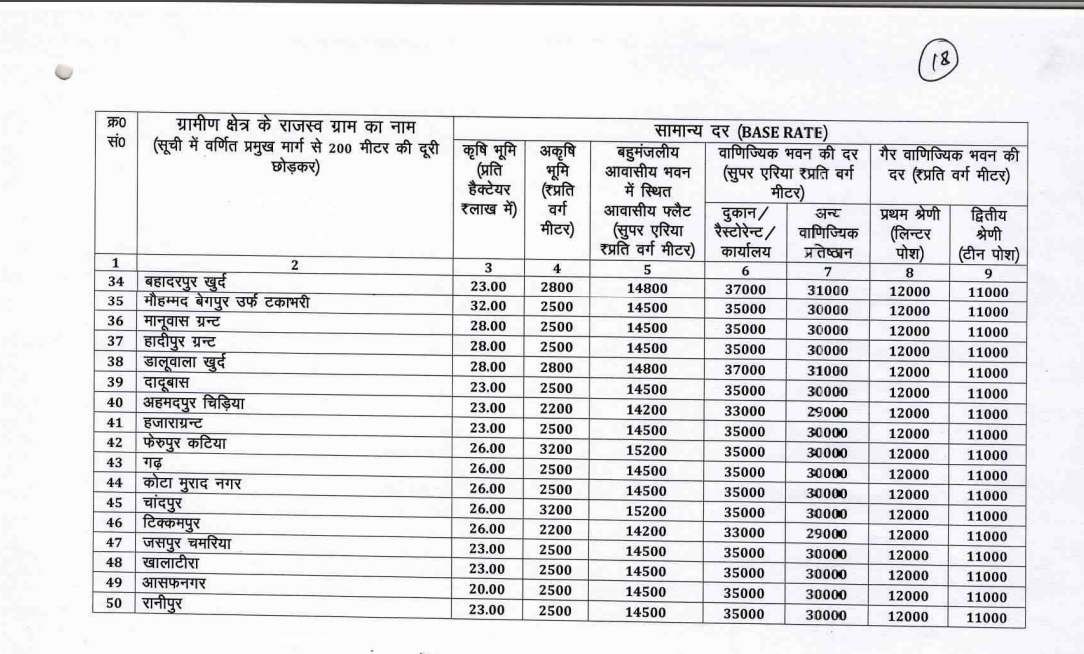 18
क्र0 सं0 ग्रामीण क्षेत्र के राजस्व ग्राम का नाम (सूची में वर्णित प्रमुख मार्ग से 200 मीटर की दूरी छोड़कर) सामान्य दर (BASE RATE)
कृषि भूमि (प्रति हैक्टेयर ₹लाख में) अकृषि भूमि (₹प्रति वर्ग मीटर) बहुमंजलीय आवासीय भवन में स्थित आवासीय फ्लैट (सुपर एरिया ₹प्रति वर्ग मीटर) वाणिज्यिक भवन की दर (सुपर एरिया ₹प्रति वर्ग मीटर) गैर वाणिज्यिक भवन की दर (₹प्रति वर्ग मीटर)
दुकान/ रैस्टोरेन्ट/ कार्यालय अन्य वाणिज्यिक प्रतिष्ठान प्रथम श्रेणी (लिन्टर पोश) द्वितीय श्रेणी (टीन पोश)
1 2 3 4 5 6 7 8 9
34 बहादरपुर खुर्द 23.00 2800 14800 37000 31000 12000 11000
35 मौहम्मद बेगपुर उर्फ टकाभरी 32.00 2500 14500 35000 30000 12000 11000
36 मानूवास ग्रन्ट 28.00 2500 14500 35000 30000 12000 11000
37 हादीपुर ग्रन्ट 28.00 2500 14500 35000 30000 12000 11000
38 डालूवाला खुर्द 28.00 2800 14800 37000 31000 12000 11000
39 दादूबास 23.00 2500 14500 35000 30000 12000 11000
40 अहमदपुर चिड़िया 23.00 2200 14200 33000 29000 12000 11000
41 हजाराग्रन्ट 23.00 2500 14500 35000 30000 12000 11000
42 फेरुपुर कटिया 26.00 3200 15200 35000 30000 12000 11000
43 गढ़ 26.00 2500 14500 35000 30000 12000 11000
44 कोटा मुराद नगर 26.00 2500 14500 35000 30000 12000 11000
45 चांदपुर 26.00 3200 15200 35000 30000 12000 11000
46 टिक्कमपुर 26.00 2200 14200 33000 29000 12000 11000
47 जसपुर चमरिया 23.00 2500 14500 35000 30000 12000 11000
48 खालाटीरा 23.00 2500 14500 35000 30000 12000 11000
49 आसफनगर 20.00 2500 14500 35000 30000 12000 11000
50 रानीपुर 23.00 2500 14500 35000 30000 12000 11000